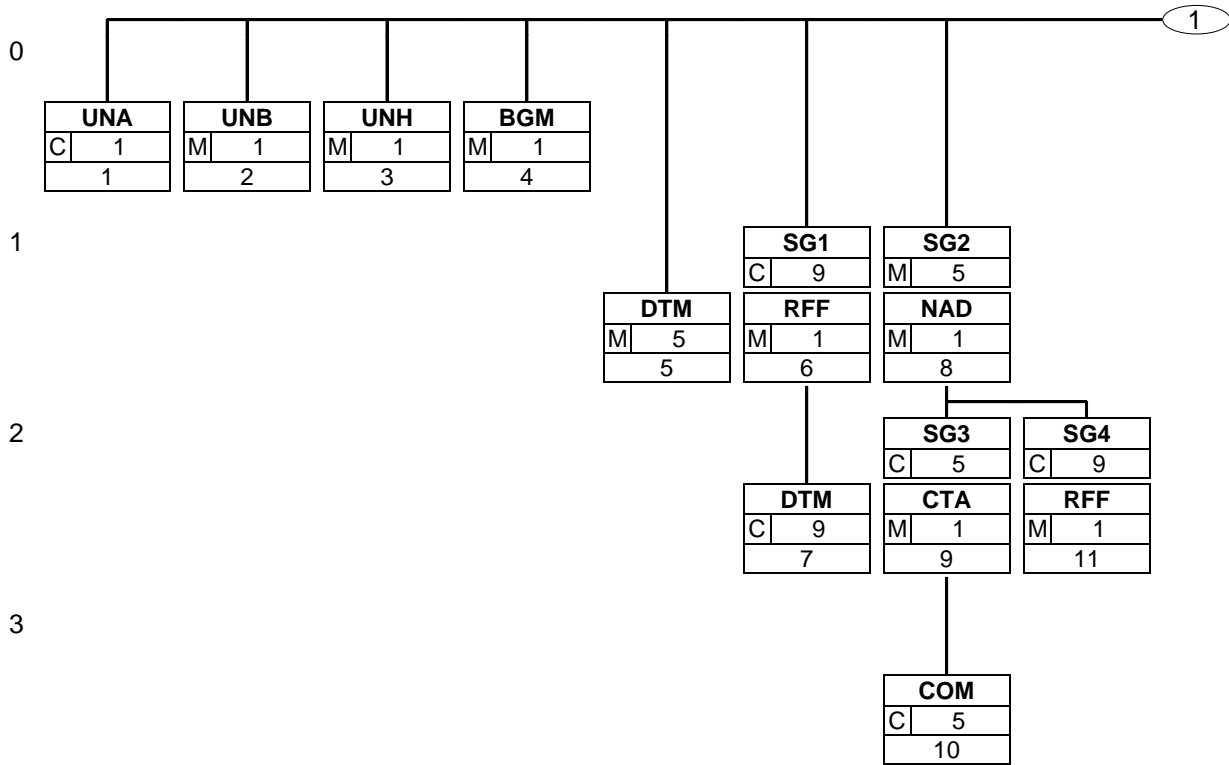 1
0
UNA UNB UNH BGM
C 1 M 1 M 1 M 1
1 2 3 4
1
SG1 SG2
C 9 M 5
DTM RFF NAD
M 5 M 1 M 1
5 6 8
2
SG3 SG4
C 5 C 9
DTM CTA RFF
C 9 M 1 M 1
7 9 11
3
COM
C 5
10